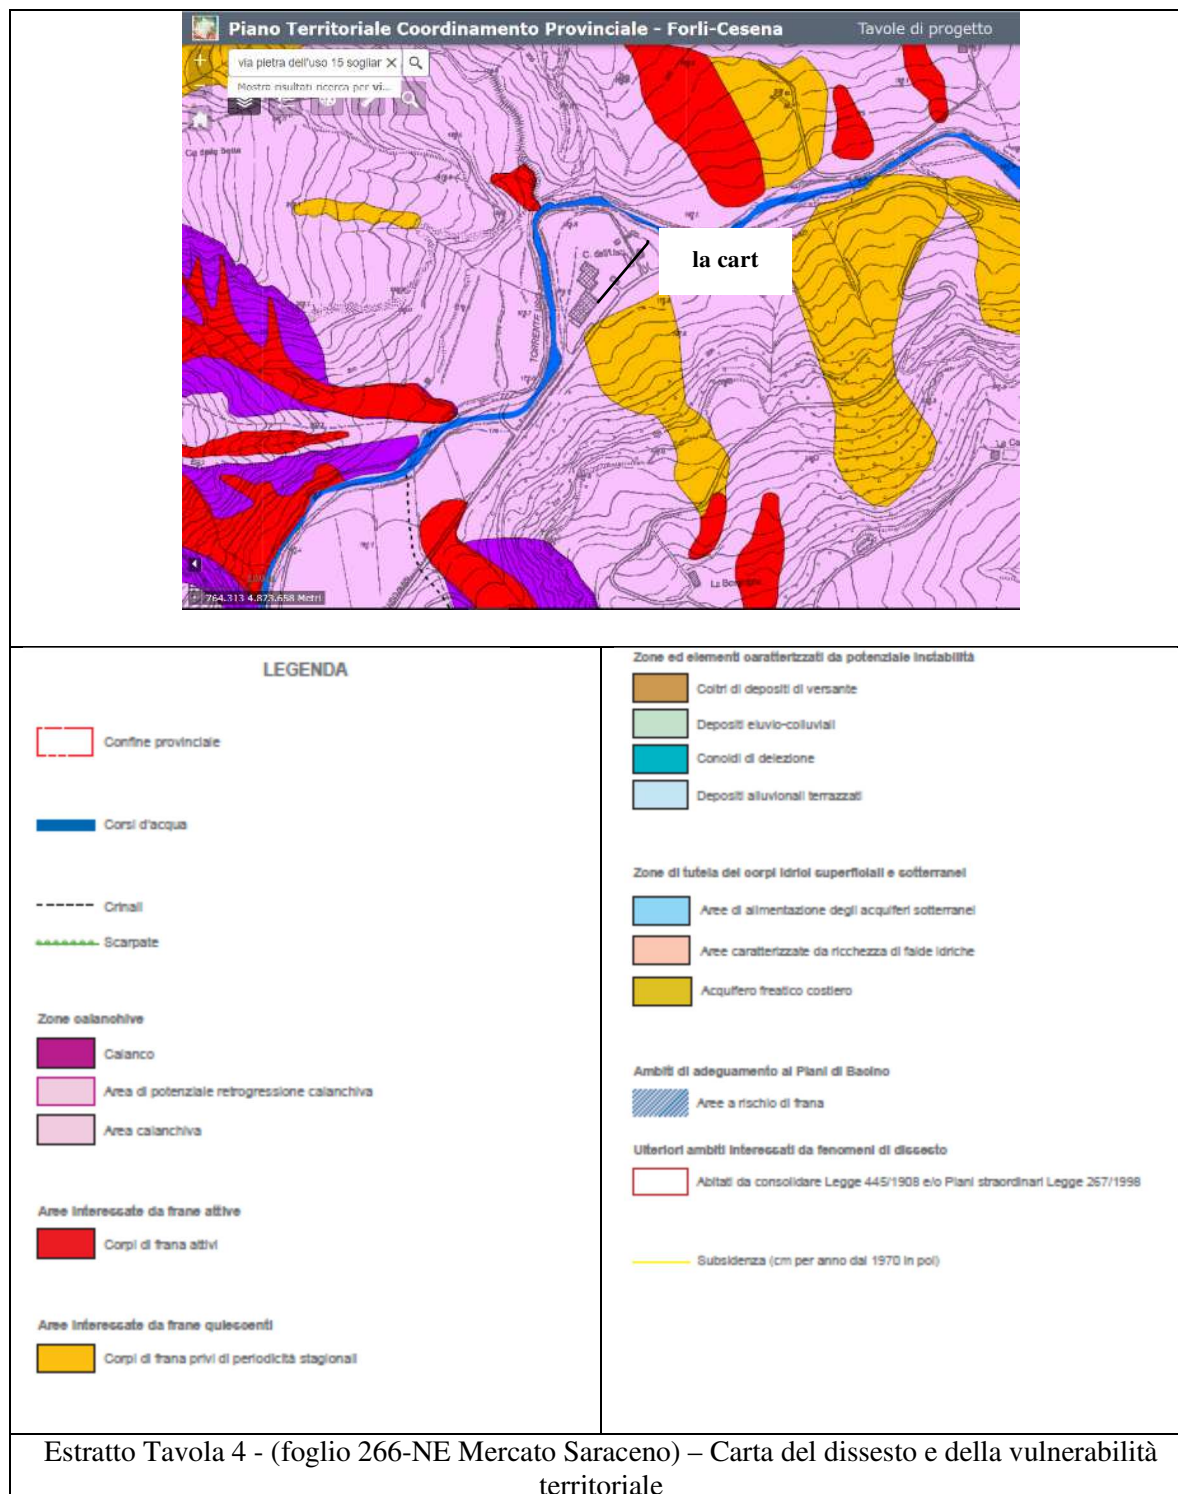 Piano Territoriale Coordinamento Provinciale - Forlì-Cesena
Tavole di progetto
via pietra dell'uso 15 sogliar
Mostra risultati ricerca per vi...
C. dell'Uso
la cart
TORRENTE
764.313 4.873.658 Metri
LEGENDA
Confine provinciale
Corsi d'acqua
Crinali
Scarpate
Zone calanchive
Calanco
Area di potenziale retrogressione calanchiva
Area calanchiva
Aree interessate da frane attive
Corpi di frana attivi
Aree interessate da frane quiescenti
Corpi di frana privi di periodicità stagionali
Zone ed elementi caratterizzati da potenziale instabilità
Coltri di depositi di versante
Depositi eluvio-colluviali
Conoidi di deiezione
Depositi alluvionali terrazzati
Zone di tutela dei corpi idrici superficiali e sotterranei
Aree di alimentazione degli acquiferi sotterranei
Aree caratterizzate da ricchezza di falde idriche
Acquifero freatico costiero
Ambiti di adeguamento ai Piani di Bacino
Aree a rischio di frana
Ulteriori ambiti interessati da fenomeni di dissesto
Abitati da consolidare Legge 445/1908 e/o Piani straordinari Legge 267/1998
Subsidenza (cm per anno dal 1970 in poi)
Estratto Tavola 4 - (foglio 266-NE Mercato Saraceno) – Carta del dissesto e della vulnerabilità
territoriale